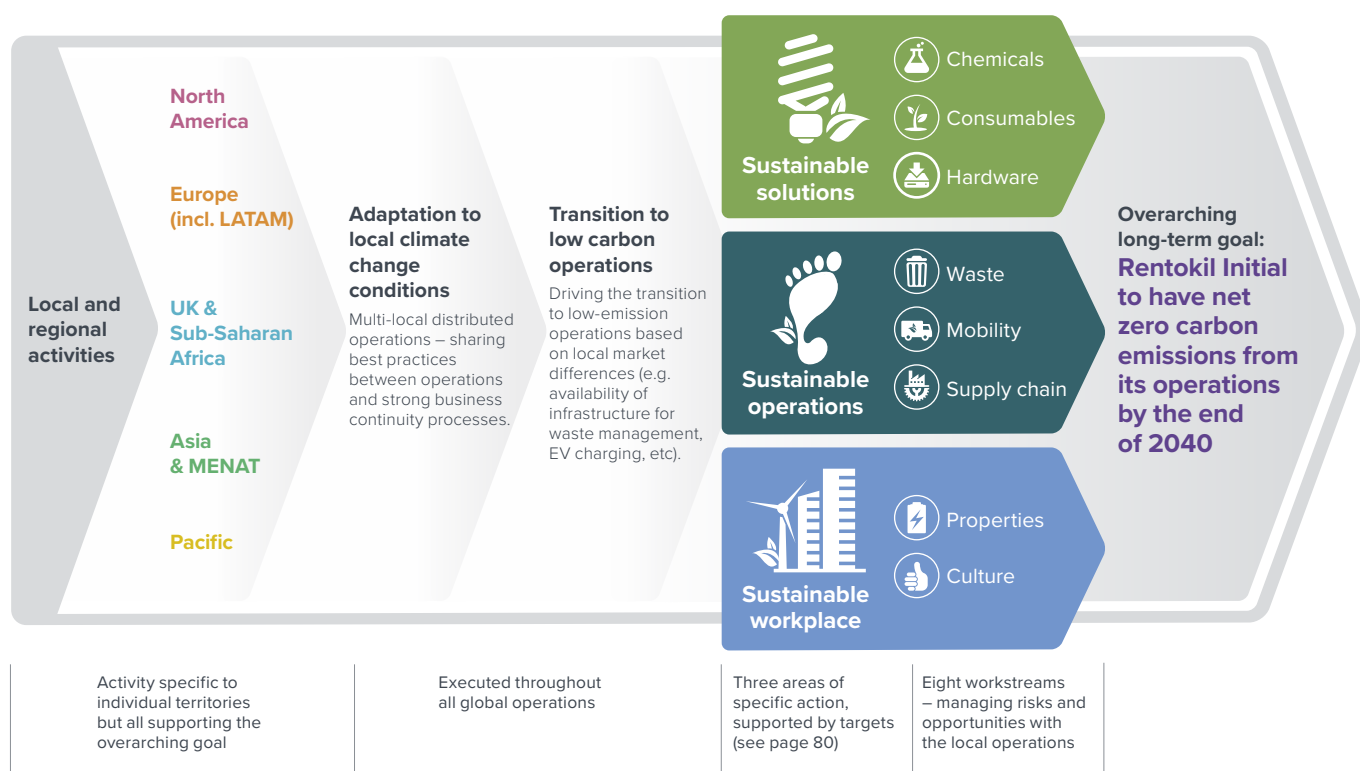 Local and
regional
activities
North
America
Europe
(incl. LATAM)
UK &
Sub-Saharan
Africa
Asia
& MENAT
Pacific
Adaptation to
local climate
change
conditions
Multi-local distributed
operations – sharing
best practices
between operations
and strong business
continuity processes.
Transition to
low carbon
operations
Driving the transition
to low-emission
operations based
on local market
differences (e.g.
availability of
infrastructure for
waste management,
EV charging, etc).
Sustainable
solutions
Chemicals
Consumables
Hardware
Sustainable
operations
Waste
Mobility
Supply chain
Sustainable
workplace
Properties
Culture
Overarching
long-term goal:
Rentokil Initial
to have net
zero carbon
emissions from
its operations
by the end
of 2040
Activity specific to
individual territories
but all supporting the
overarching goal
Executed throughout
all global operations
Three areas of
specific action,
supported by targets
(see page 80)
Eight workstreams
– managing risks and
opportunities with
the local operations